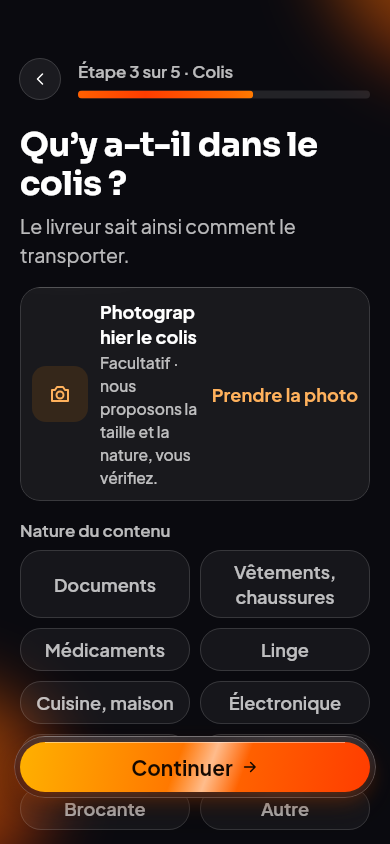 Étape 3 sur 5 · Colis
Qu’y a-t-il dans le
colis ?
Le livreur sait ainsi comment le
transporter.
Photograp
hier le colis
Facultatif ·
nous
proposons la
taille et la
nature, vous
vérifiez.
Prendre la photo
Nature du contenu
Documents
Vêtements,
chaussures
Médicaments
Linge
Cuisine, maison
Électronique
Continuer →
Brocante
Autre